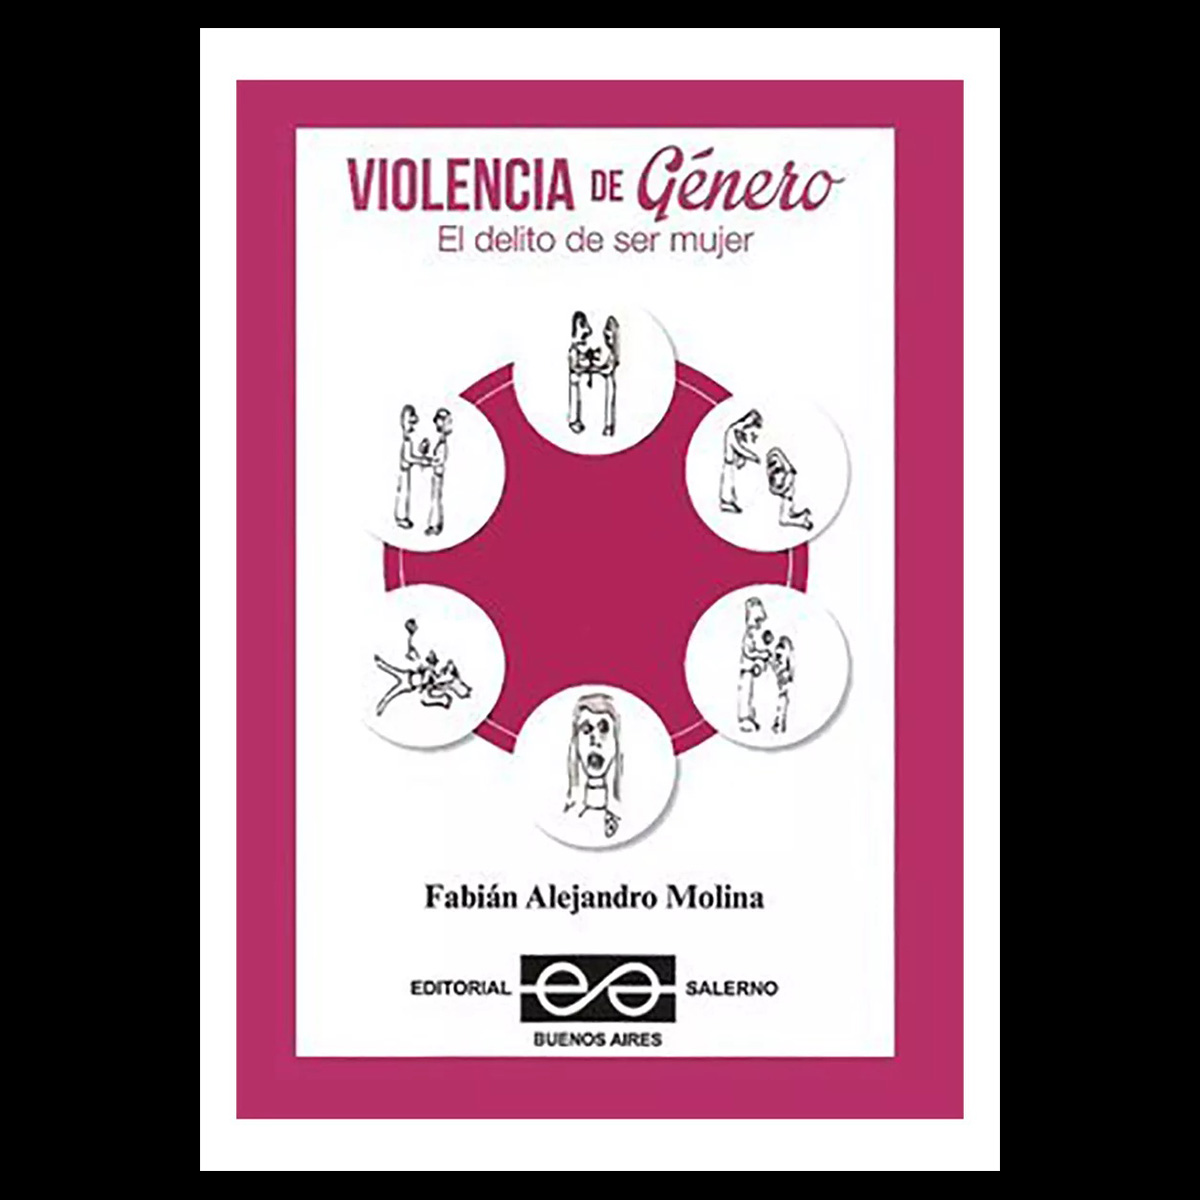 VIOLENCIA DE Género
El delito de ser mujer
Fabián Alejandro Molina
EDITORIAL SALERNO
BUENOS AIRES